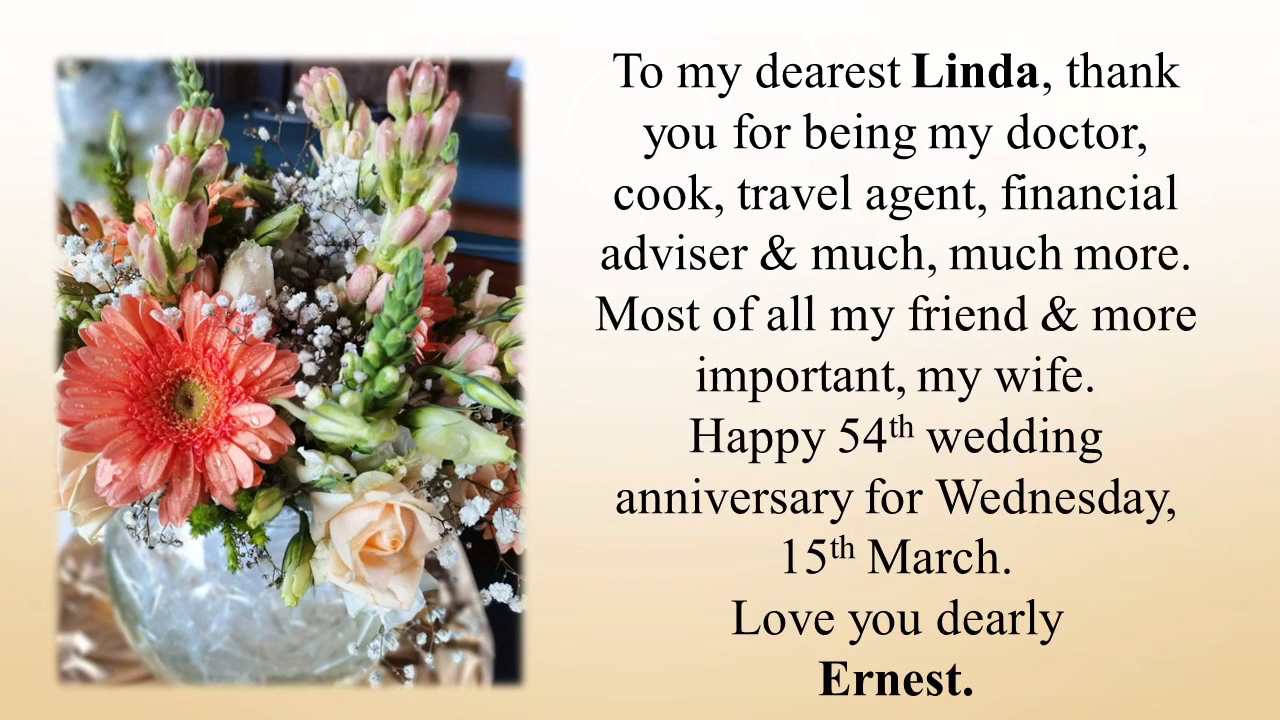 To my dearest Linda, thank
you for being my doctor,
cook, travel agent, financial
adviser & much, much more.
Most of all my friend & more
important, my wife.
Happy 54th wedding
anniversary for Wednesday,
15th March.
Love you dearly
Ernest.